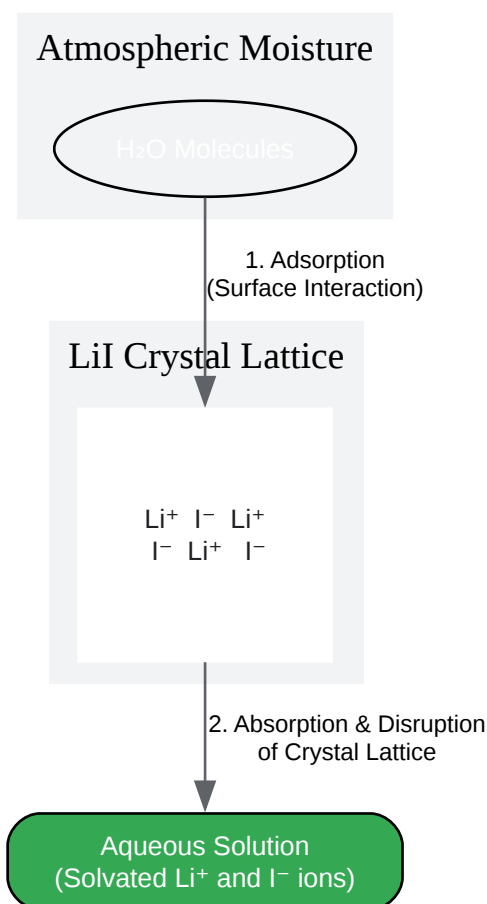 Atmospheric Moisture
H₂O Molecules
1. Adsorption
(Surface Interaction)
LiI Crystal Lattice
Li⁺ I⁻ Li⁺
I⁻ Li⁺ I⁻
2. Absorption & Disruption
of Crystal Lattice
Aqueous Solution
(Solvated Li⁺ and I⁻ ions)